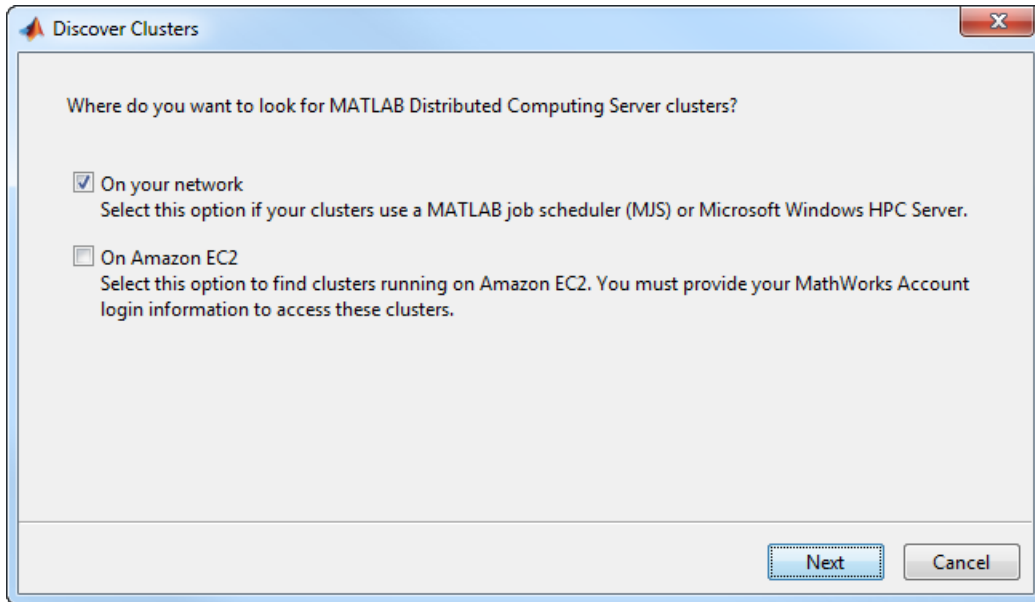 Discover Clusters
Where do you want to look for MATLAB Distributed Computing Server clusters?
On your network
Select this option if your clusters use a MATLAB job scheduler (MJS) or Microsoft Windows HPC Server.
On Amazon EC2
Select this option to find clusters running on Amazon EC2. You must provide your MathWorks Account
login information to access these clusters.
Next Cancel